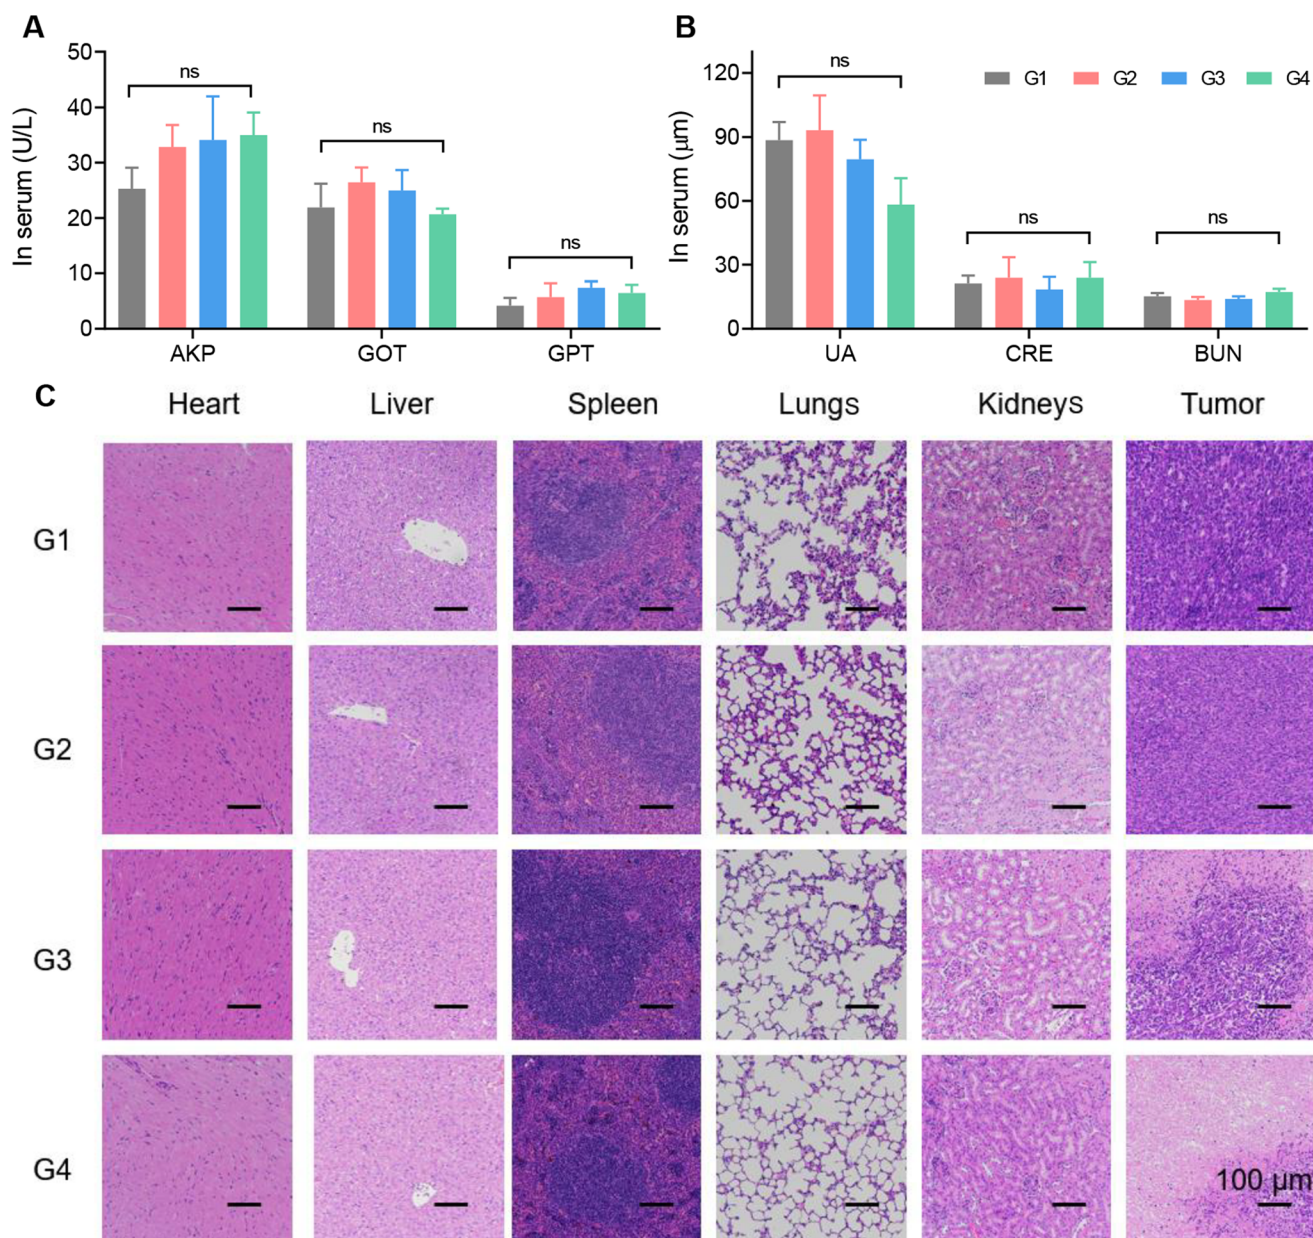 A
B
50
40
30
20
10
0
In serum (U/L)
ns
ns
ns
AKP GOT GPT
120
90
60
30
0
In serum (μm)
ns
ns
ns
UA CRE BUN
G1 G2 G3 G4
C
Heart Liver Spleen Lungs Kidneys Tumor
G1
G2
G3
G4
100 μm